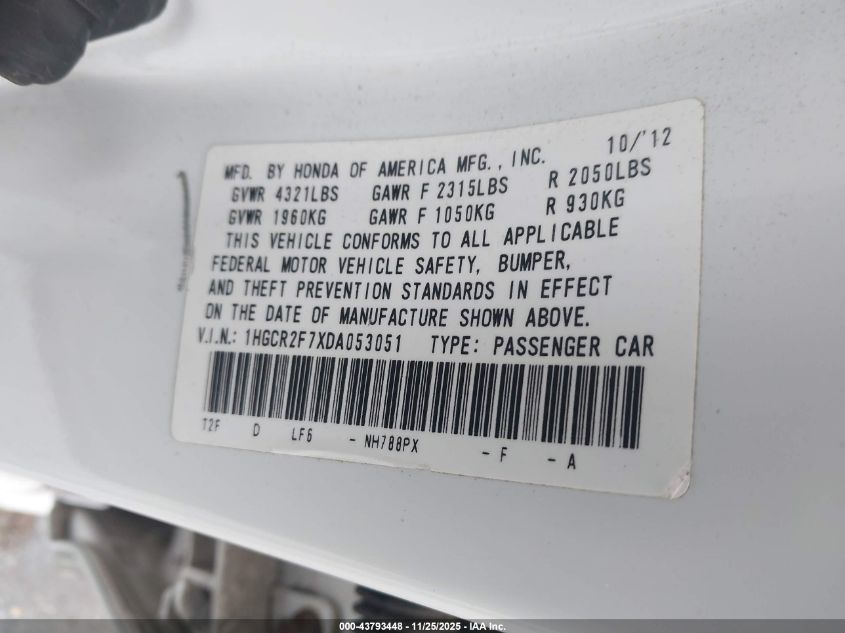 MFD. BY HONDA OF AMERICA MFG., INC. 10/'12
GVWR 4321LBS GAWR F 2315LBS R 2050LBS
GVWR 1960KG GAWR F 1050KG R 930KG
THIS VEHICLE CONFORMS TO ALL APPLICABLE
FEDERAL MOTOR VEHICLE SAFETY, BUMPER,
AND THEFT PREVENTION STANDARDS IN EFFECT
ON THE DATE OF MANUFACTURE SHOWN ABOVE.
V.I.N.: 1HGCR2F7XDA053051 TYPE: PASSENGER CAR
T2F D LF6 - NH788PX - F - A
000-43793448 - 11/25/2025 - IAA Inc.